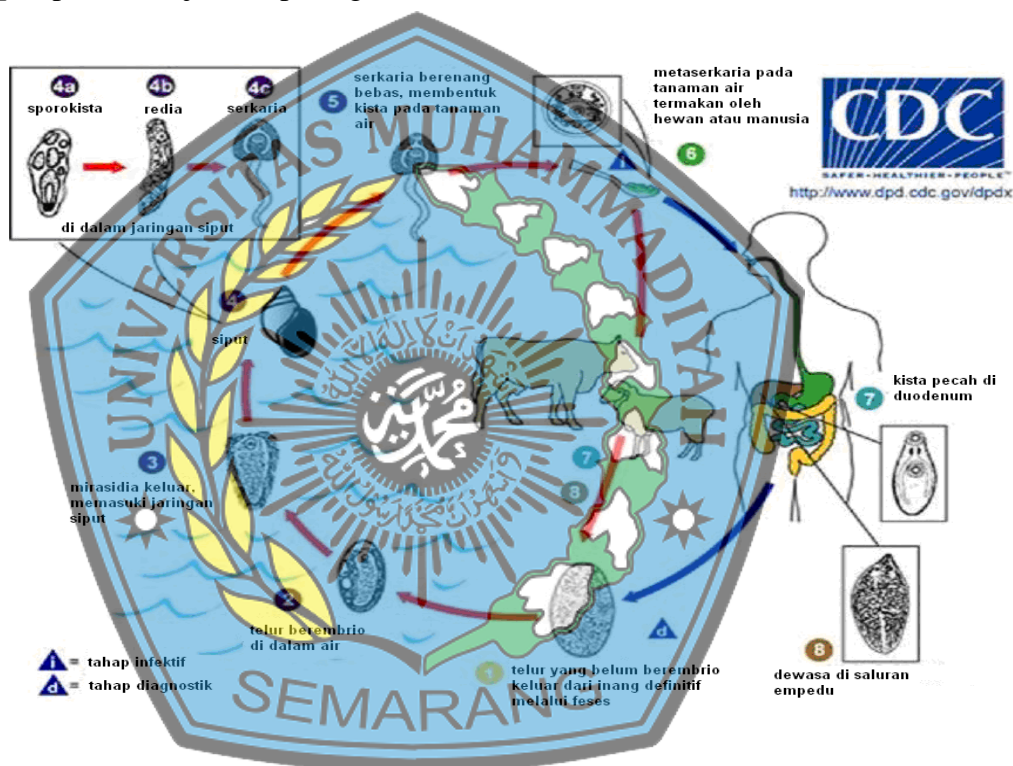 4a
4b
4c
sporokista
redia
serkaria
di dalam jaringan siput
5
serkaria berenang
bebas, membentuk
kista pada tanaman
air
metaserkaria pada
tanaman air
termakan oleh
hewan atau manusia
i
6
CDC
SAFER•HEALTHIER•PEOPLE™
http://www.dpd.cdc.gov/dpdx
UNIVERSITAS MUHAMMADIYAH
4
siput
محمدية
kista pecah di
duodenum
7
7
8
3
mirasidia keluar,
memasuki jaringan
siput
2
telur berembrio
di dalam air
d
8
dewasa di saluran
empedu
1
telur yang belum berembrio
keluar dari inang definitif
melalui feses
i = tahap infektif
d = tahap diagnostik
SEMARANG